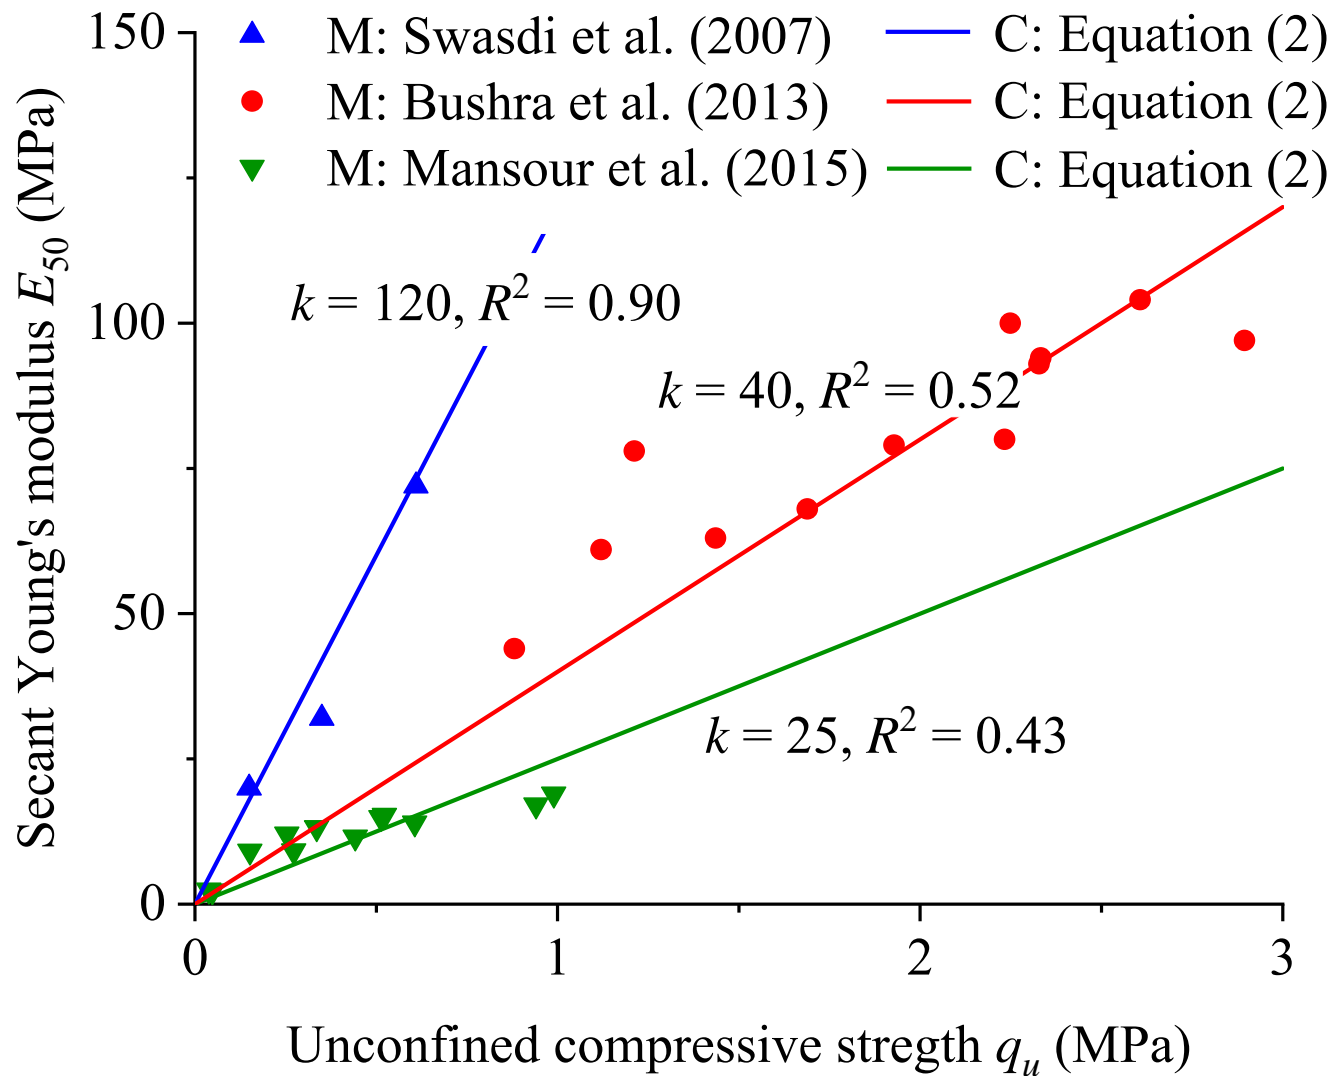 150
M: Swasdi et al. (2007)
C: Equation (2)
M: Bushra et al. (2013)
C: Equation (2)
M: Mansour et al. (2015)
C: Equation (2)
k = 120, R² = 0.90
100
k = 40, R² = 0.52
50
k = 25, R² = 0.43
0
0
1
2
3
Secant Young's modulus E₅₀ (MPa)
Unconfined compressive stregth qᵤ (MPa)